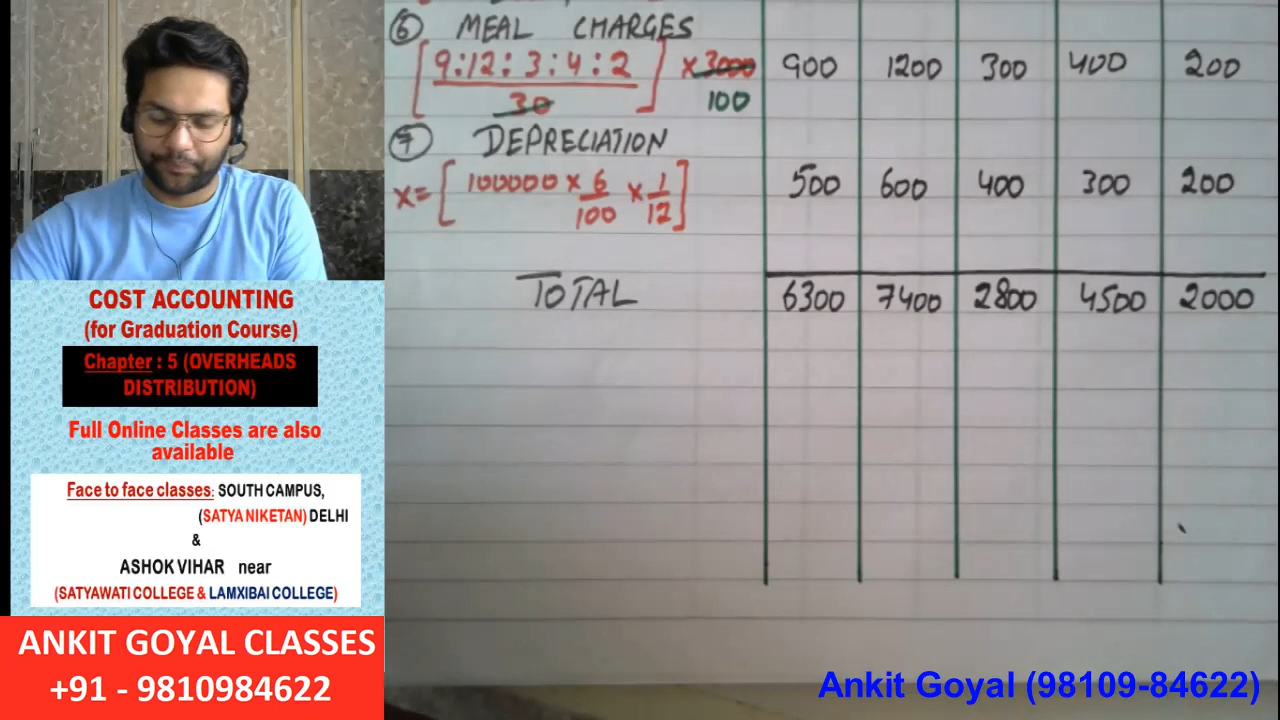 ⑥ MEAL CHARGES
[9:12:3:4:2 / 30] × 3000 900 1200 300 400 200
100
⑦ DEPRECIATION
x = [100000 × 6/100 × 1/12] 500 600 400 300 200
TOTAL 6300 7400 2800 4500 2000
COST ACCOUNTING
(for Graduation Course)
Chapter : 5 (OVERHEADS
DISTRIBUTION)
Full Online Classes are also
available
Face to face classes: SOUTH CAMPUS,
(SATYA NIKETAN) DELHI
&
ASHOK VIHAR near
(SATYAWATI COLLEGE & LAMXIBAI COLLEGE)
ANKIT GOYAL CLASSES
+91 - 9810984622
Ankit Goyal (98109-84622)